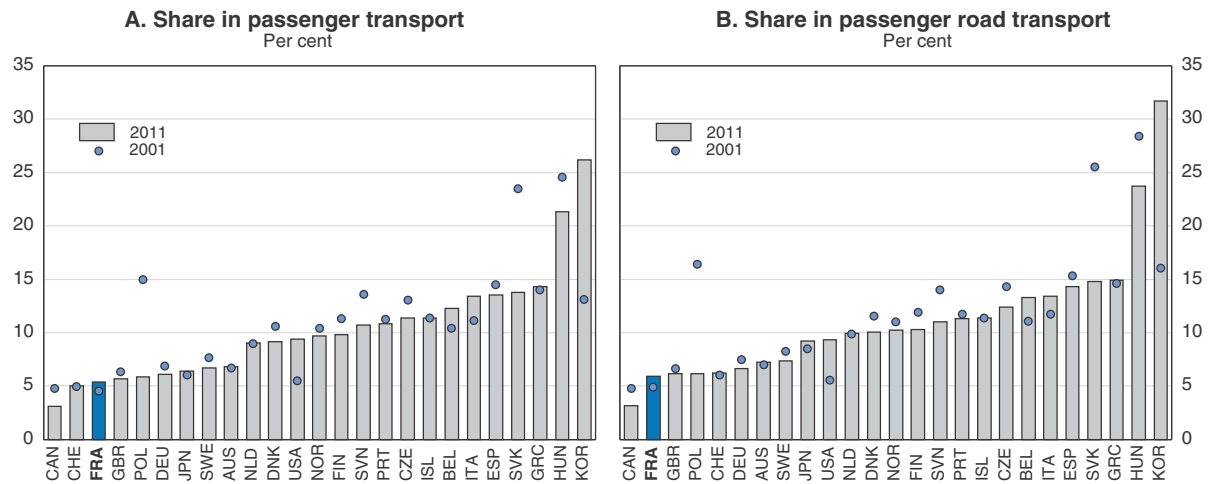 A. Share in passenger transport
Per cent
35
30
25
20
15
10
5
0
2011
2001
CAN
CHE
FRA
GBR
POL
DEU
JPN
SWE
AUS
NLD
DNK
USA
NOR
FIN
SVN
PRT
CZE
ISL
BEL
ITA
ESP
SVK
GRC
HUN
KOR
B. Share in passenger road transport
Per cent
35
30
25
20
15
10
5
0
2011
2001
CAN
FRA
GBR
POL
CHE
DEU
AUS
SWE
JPN
USA
NLD
DNK
NOR
FIN
SVN
PRT
ISL
CZE
BEL
ITA
ESP
SVK
GRC
HUN
KOR